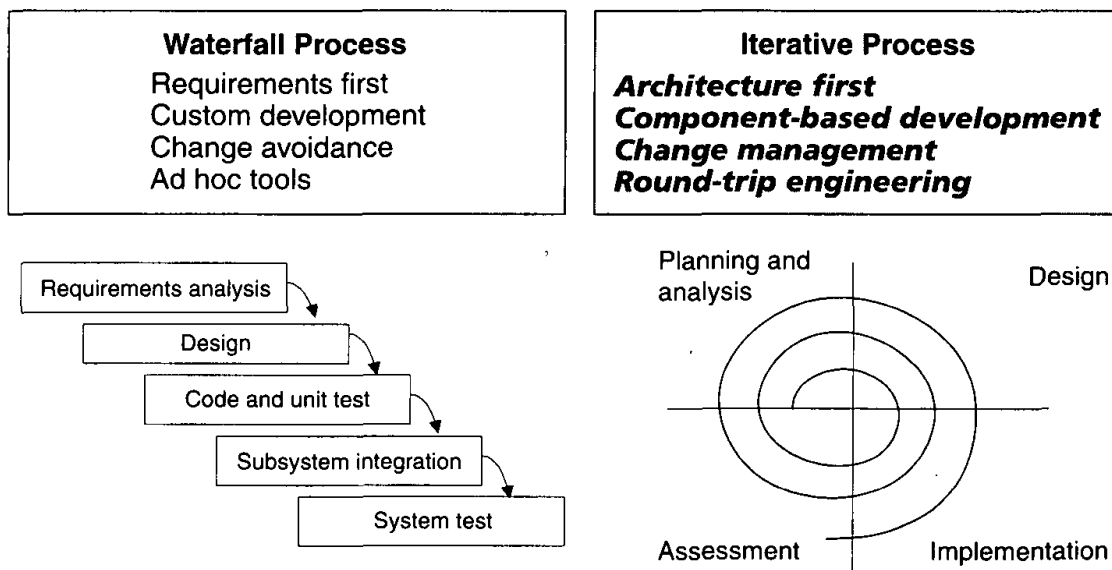 Waterfall Process
Requirements first
Custom development
Change avoidance
Ad hoc tools
Iterative Process
Architecture first
Component-based development
Change management
Round-trip engineering
Requirements analysis
Design
Code and unit test
Subsystem integration
System test
Planning and
analysis
Design
Assessment
Implementation